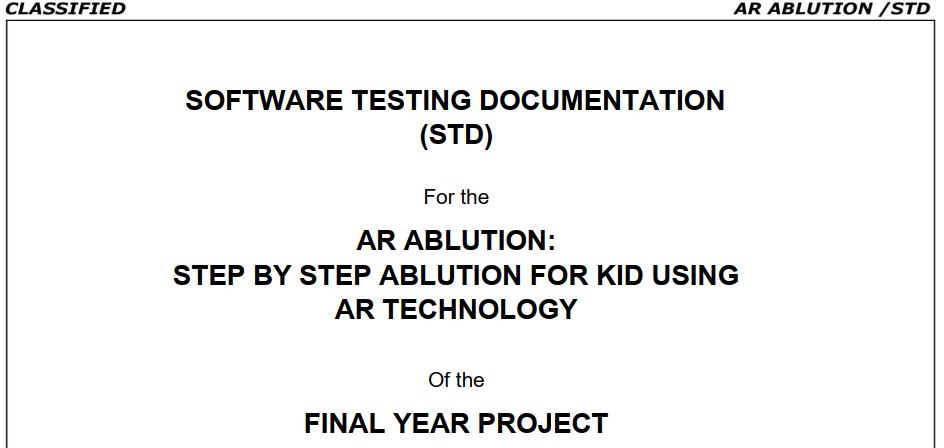 CLASSIFIED AR ABLUTION /STD
SOFTWARE TESTING DOCUMENTATION
(STD)
For the
AR ABLUTION:
STEP BY STEP ABLUTION FOR KID USING
AR TECHNOLOGY
Of the
FINAL YEAR PROJECT